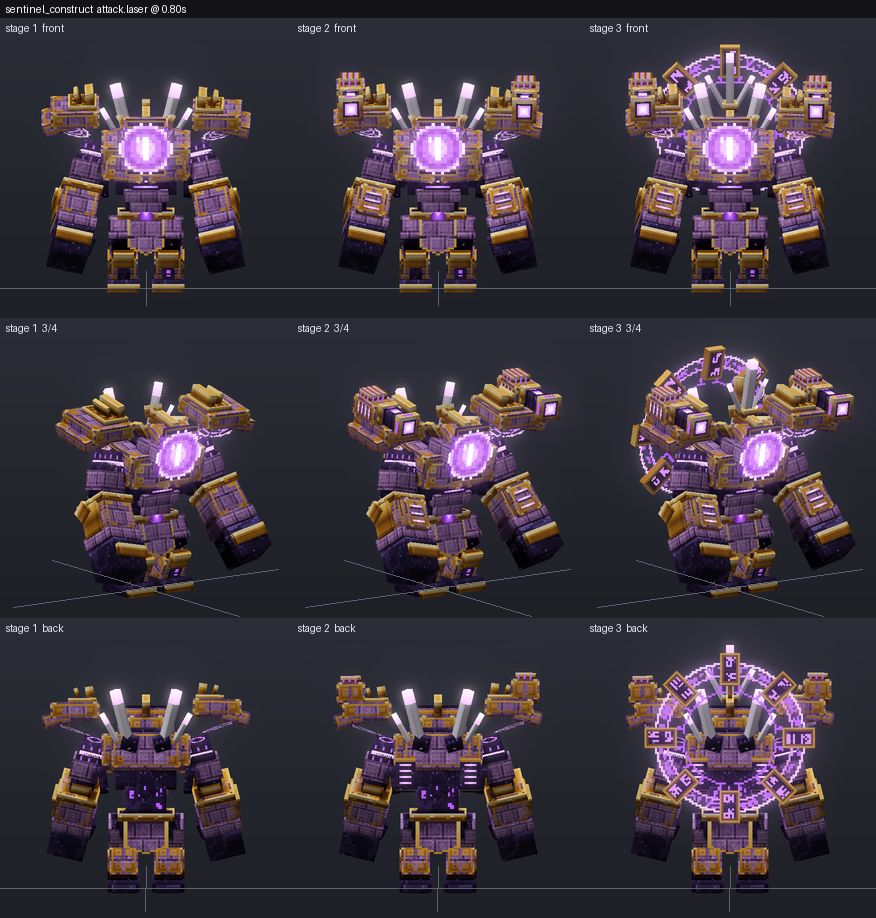 sentinel_construct attack.laser @ 0.80s
stage 1 front
stage 2 front
stage 3 front
stage 1 3/4
stage 2 3/4
stage 3 3/4
stage 1 back
stage 2 back
stage 3 back